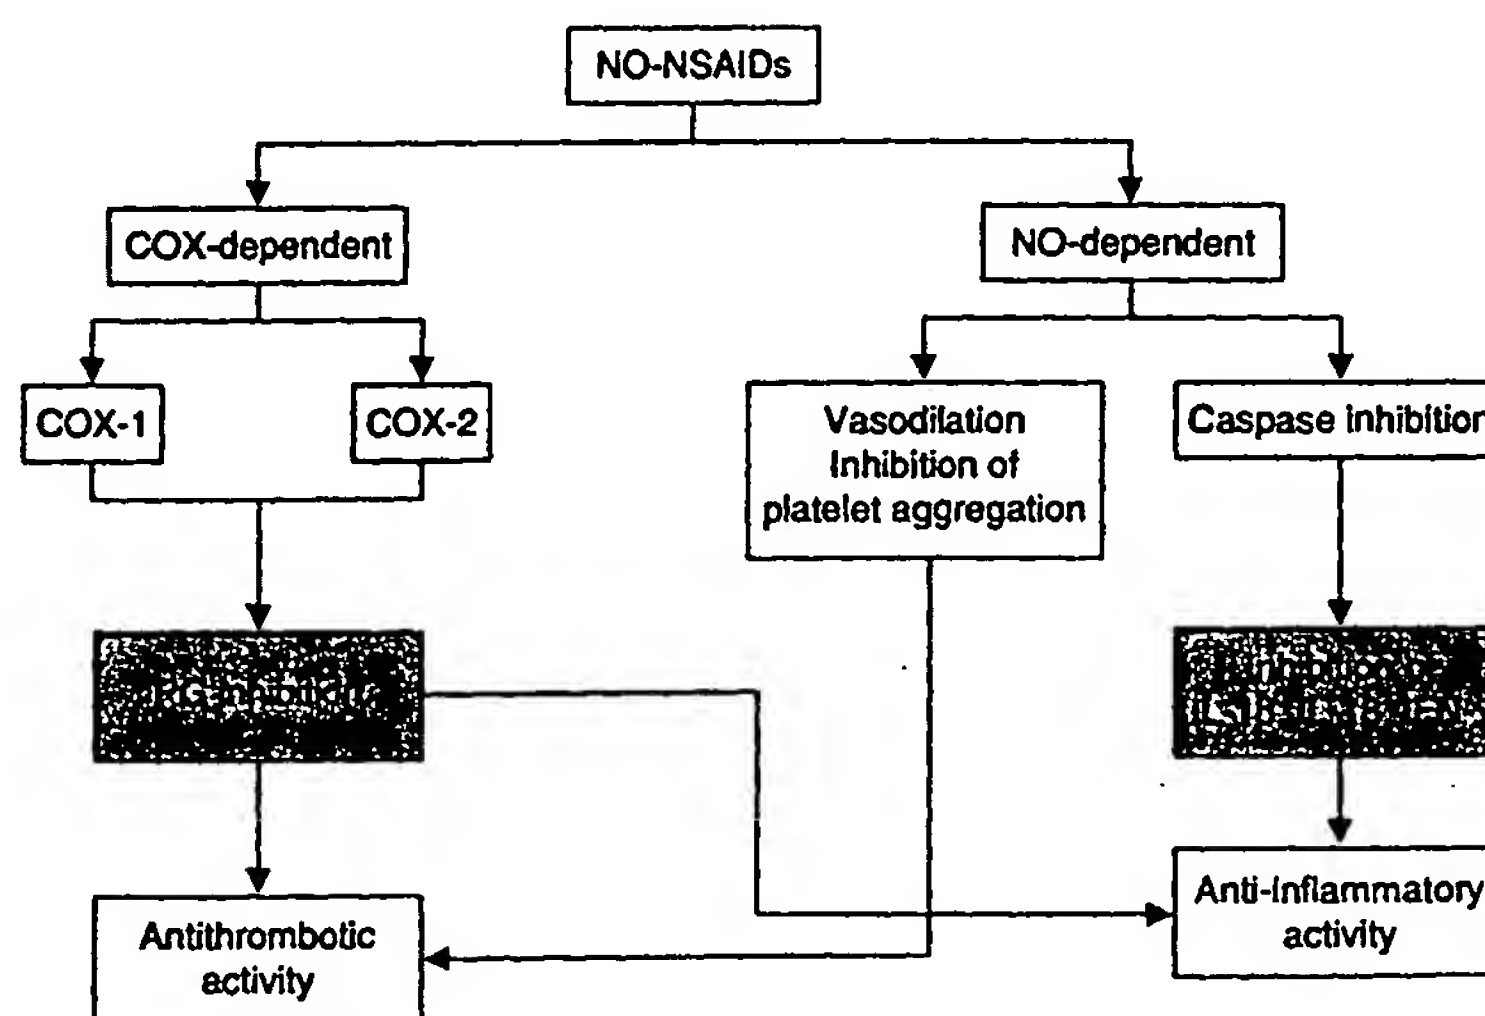 NO-NSAIDs
COX-dependent
NO-dependent
COX-1
COX-2
Vasodilation
Inhibition of
platelet aggregation
Caspase inhibition
Antithrombotic
activity
Anti-Inflammatory
activity